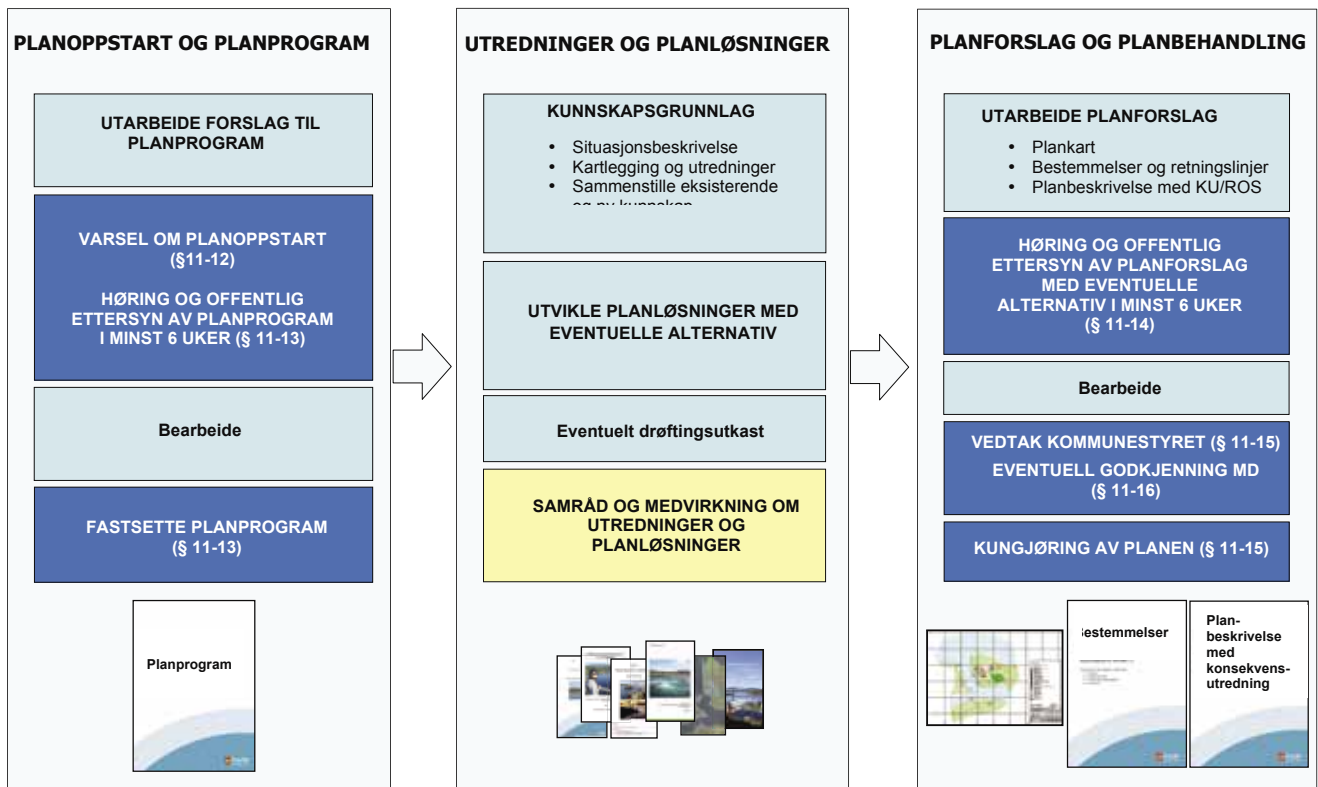 PLANOPPSTART OG PLANPROGRAM
UTARBEIDE FORSLAG TIL
PLANPROGRAM
VARSEL OM PLANOPPSTART
(§11-12)
HØRING OG OFFENTLIG
ETTERSYN AV PLANPROGRAM
I MINST 6 UKER (§ 11-13)
Bearbeide
FASTSETTE PLANPROGRAM
(§ 11-13)
Planprogram
UTREDNINGER OG PLANLØSNINGER
KUNNSKAPSGRUNNLAG
• Situasjonsbeskrivelse
• Kartlegging og utredninger
• Sammenstille eksisterende
og ny kunnskap
UTVIKLE PLANLØSNINGER MED
EVENTUELLE ALTERNATIV
Eventuelt drøftingsutkast
SAMRÅD OG MEDVIRKNING OM
UTREDNINGER OG
PLANLØSNINGER
PLANFORSLAG OG PLANBEHANDLING
UTARBEIDE PLANFORSLAG
• Plankart
• Bestemmelser og retningslinjer
• Planbeskrivelse med KU/ROS
HØRING OG OFFENTLIG
ETTERSYN AV PLANFORSLAG
MED EVENTUELLE
ALTERNATIV I MINST 6 UKER
(§ 11-14)
Bearbeide
VEDTAK KOMMUNESTYRET (§ 11-15)
EVENTUELL GODKJENNING MD
(§ 11-16)
KUNGJØRING AV PLANEN (§ 11-15)
Bestemmelser
Plan-
beskrivelse
med
konsekvens-
utredning